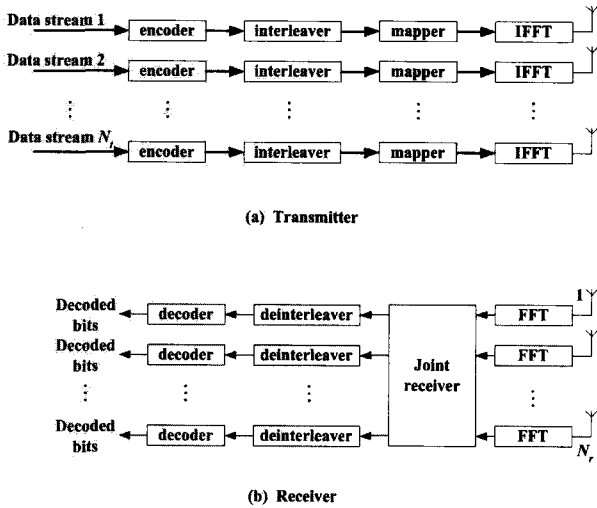 Data stream 1
encoder interleaver mapper IFFT
Data stream 2
encoder interleaver mapper IFFT
Data stream Nt
encoder interleaver mapper IFFT
(a) Transmitter
1
Decoded
bits
decoder deinterleaver FFT
Decoded
bits
decoder deinterleaver FFT
Joint
receiver
Decoded
bits
decoder deinterleaver FFT
Nr
(b) Receiver